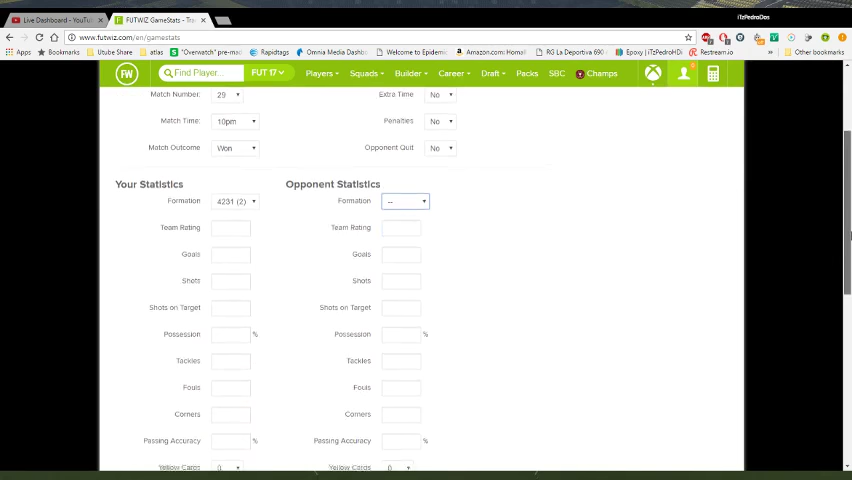 iTzPedroDos
Live Dashboard - YouTu
FUTWIZ GameStats - Tra
www.futwiz.com/en/gamestats
Apps Bookmarks Utube Share dt album "Overwatch" pre-mad Rapidtags Omnia Media Dashbo Welcome to Epidemic Amazon.com: Homali RG La Deportiva 690 Epoxy | iTzPedroHDi Restream.io Other bookmarks
FW Find Player... FUT 17 Players Squads Builder Career Draft Packs SBC Champs
Match Number: 29 Extra Time No
Match Time: 10pm Penalties No
Match Outcome Won Opponent Quit No
Your Statistics Opponent Statistics
Formation 4231 (2) Formation --
Team Rating Team Rating
Goals Goals
Shots Shots
Shots on Target Shots on Target
Possession % Possession %
Tackles Tackles
Fouls Fouls
Corners Corners
Passing Accuracy % Passing Accuracy %
Yellow Cards 0 Yellow Cards 0